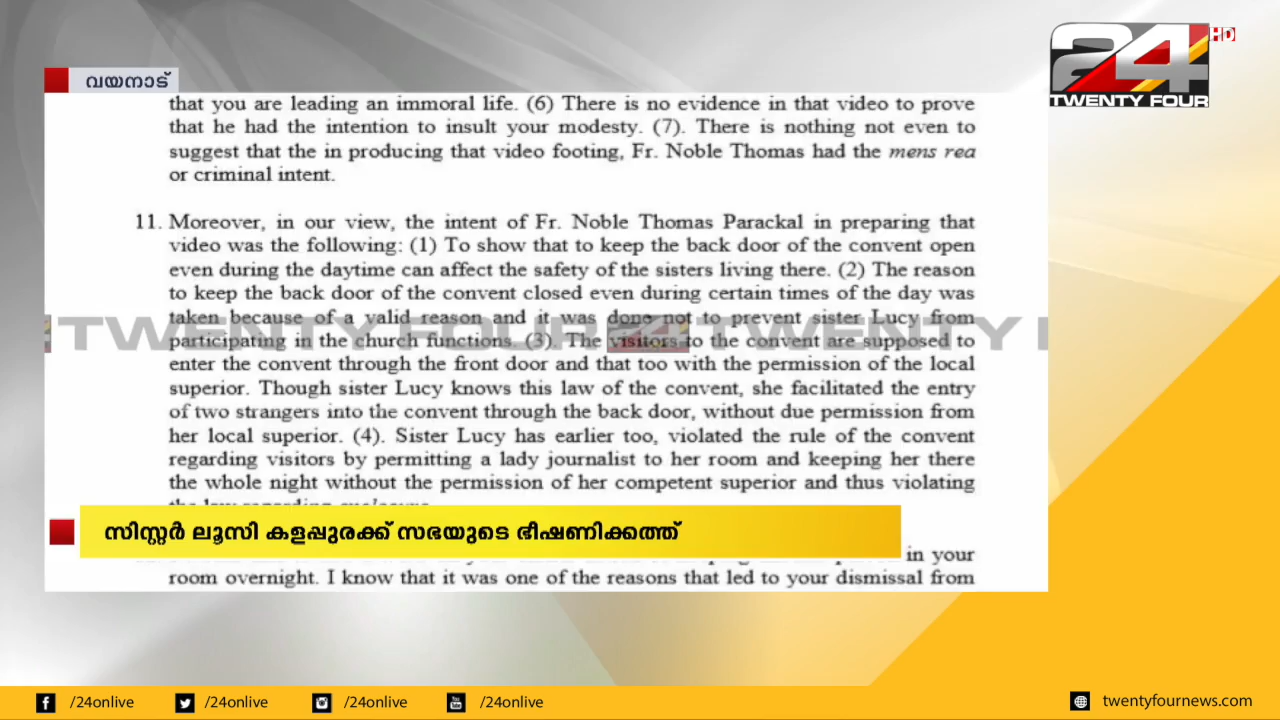 24 HD
TWENTY FOUR
വയനാട്
that you are leading an immoral life. (6) There is no evidence in that video to prove
that he had the intention to insult your modesty. (7). There is nothing not even to
suggest that the in producing that video footing, Fr. Noble Thomas had the mens rea
or criminal intent.
11. Moreover, in our view, the intent of Fr. Noble Thomas Parackal in preparing that
video was the following: (1) To show that to keep the back door of the convent open
even during the daytime can affect the safety of the sisters living there. (2) The reason
to keep the back door of the convent closed even during certain times of the day was
taken because of a valid reason and it was done not to prevent sister Lucy from
participating in the church functions. (3). The visitors to the convent are supposed to
enter the convent through the front door and that too with the permission of the local
superior. Though sister Lucy knows this law of the convent, she facilitated the entry
of two strangers into the convent through the back door, without due permission from
her local superior. (4). Sister Lucy has earlier too, violated the rule of the convent
regarding visitors by permitting a lady journalist to her room and keeping her there
the whole night without the permission of her competent superior and thus violating
സിസ്റ്റർ ലൂസി കളപ്പുരക്ക് സഭയുടെ ഭീഷണിക്കത്ത്
in your
room overnight. I know that it was one of the reasons that led to your dismissal from
/24onlive /24onlive /24onlive /24onlive twentyfournews.com